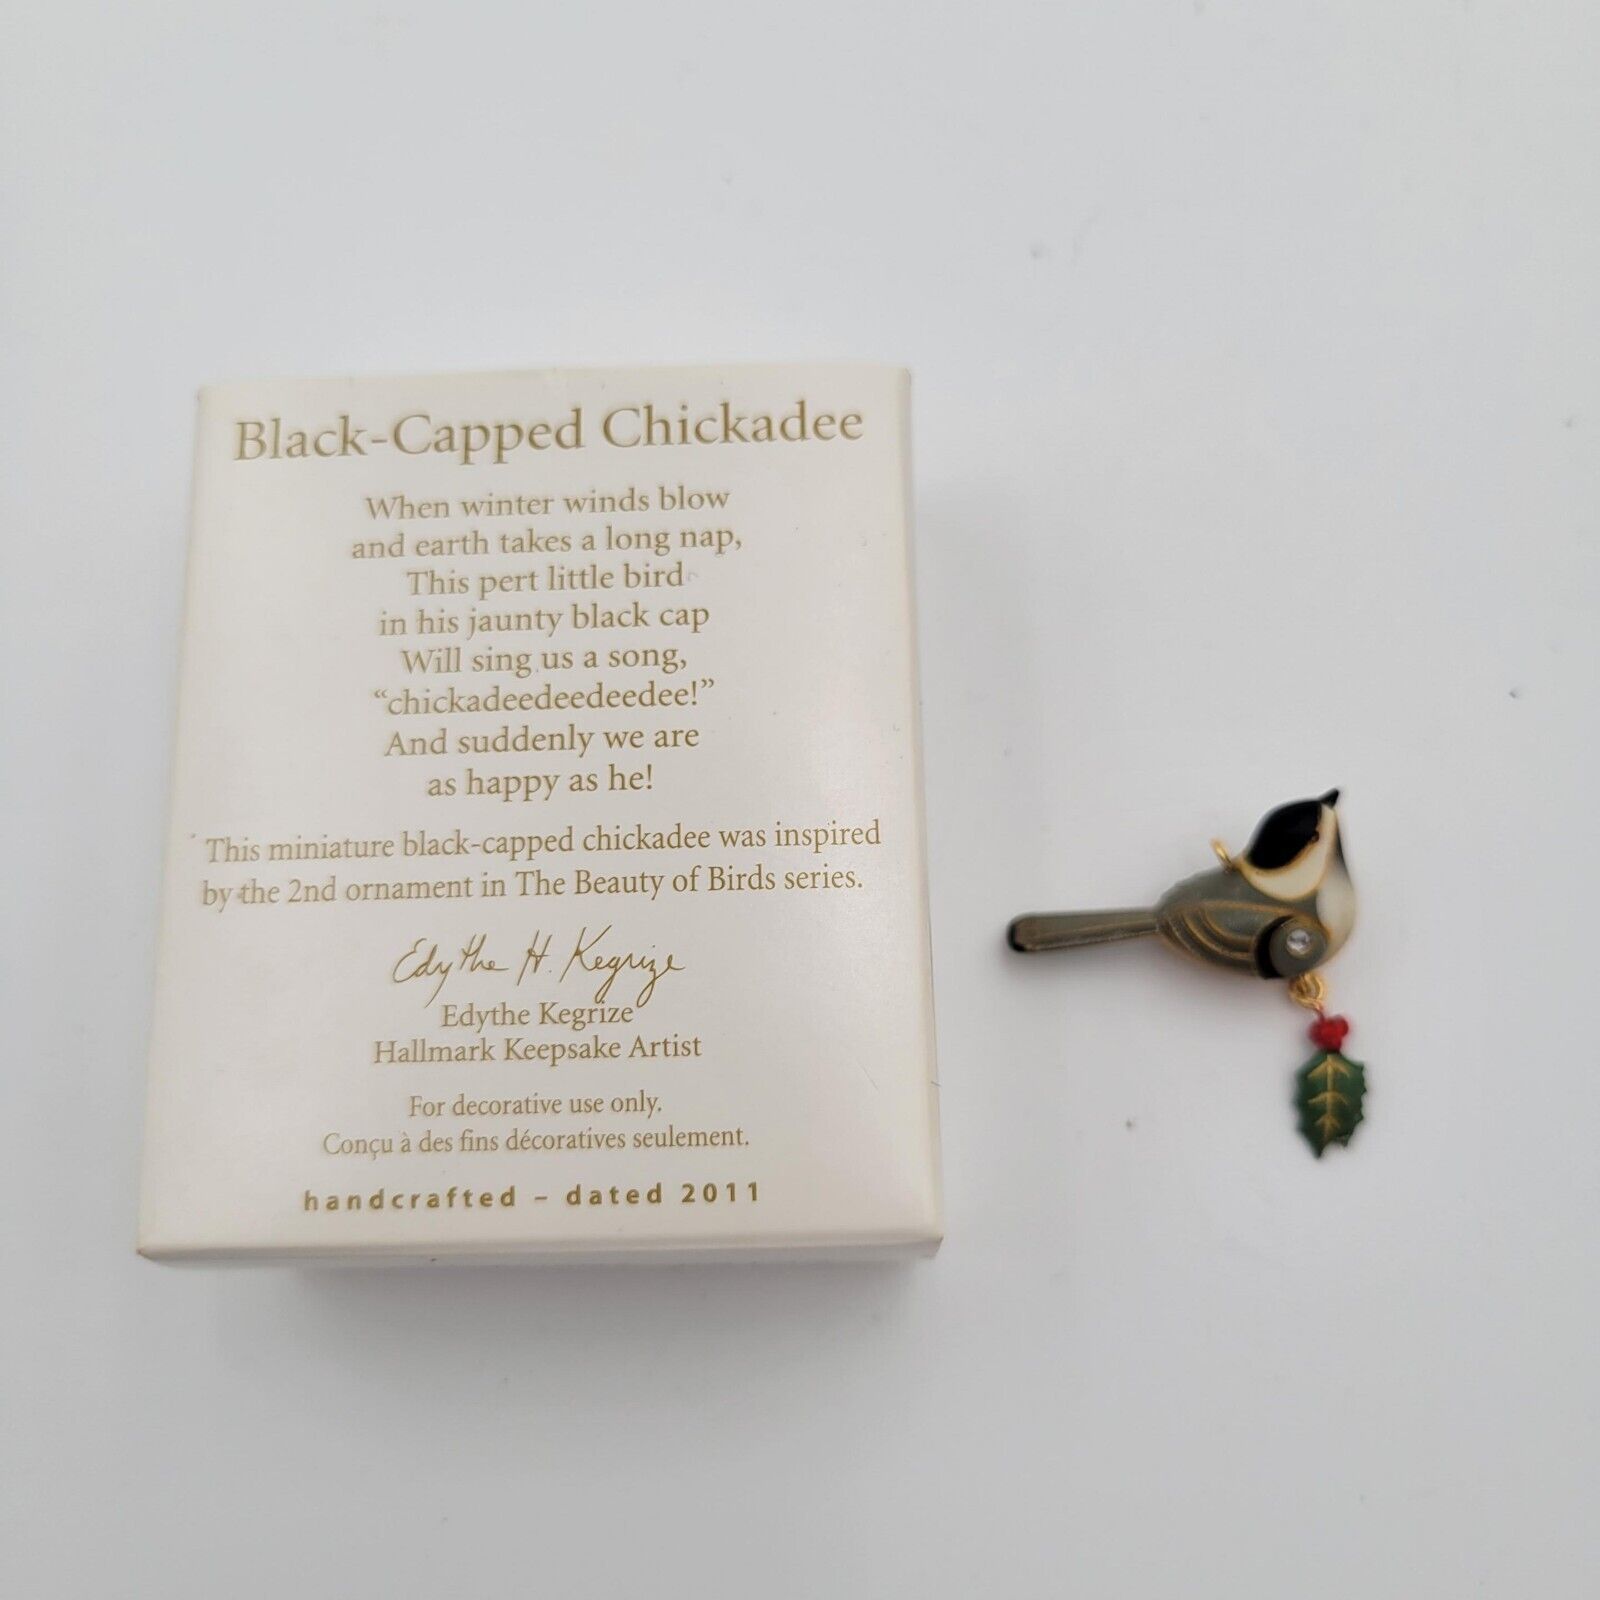 Black-Capped Chickadee
When winter winds blow
and earth takes a long nap,
This pert little bird
in his jaunty black cap
Will sing us a song,
“chickadeedeedeedee!”
And suddenly we are
as happy as he!
This miniature black-capped chickadee was inspired
by the 2nd ornament in The Beauty of Birds series.
Edythe H. Kegrize
Edythe Kegrize
Hallmark Keepsake Artist
For decorative use only.
Conçu à des fins décoratives seulement.
handcrafted – dated 2011